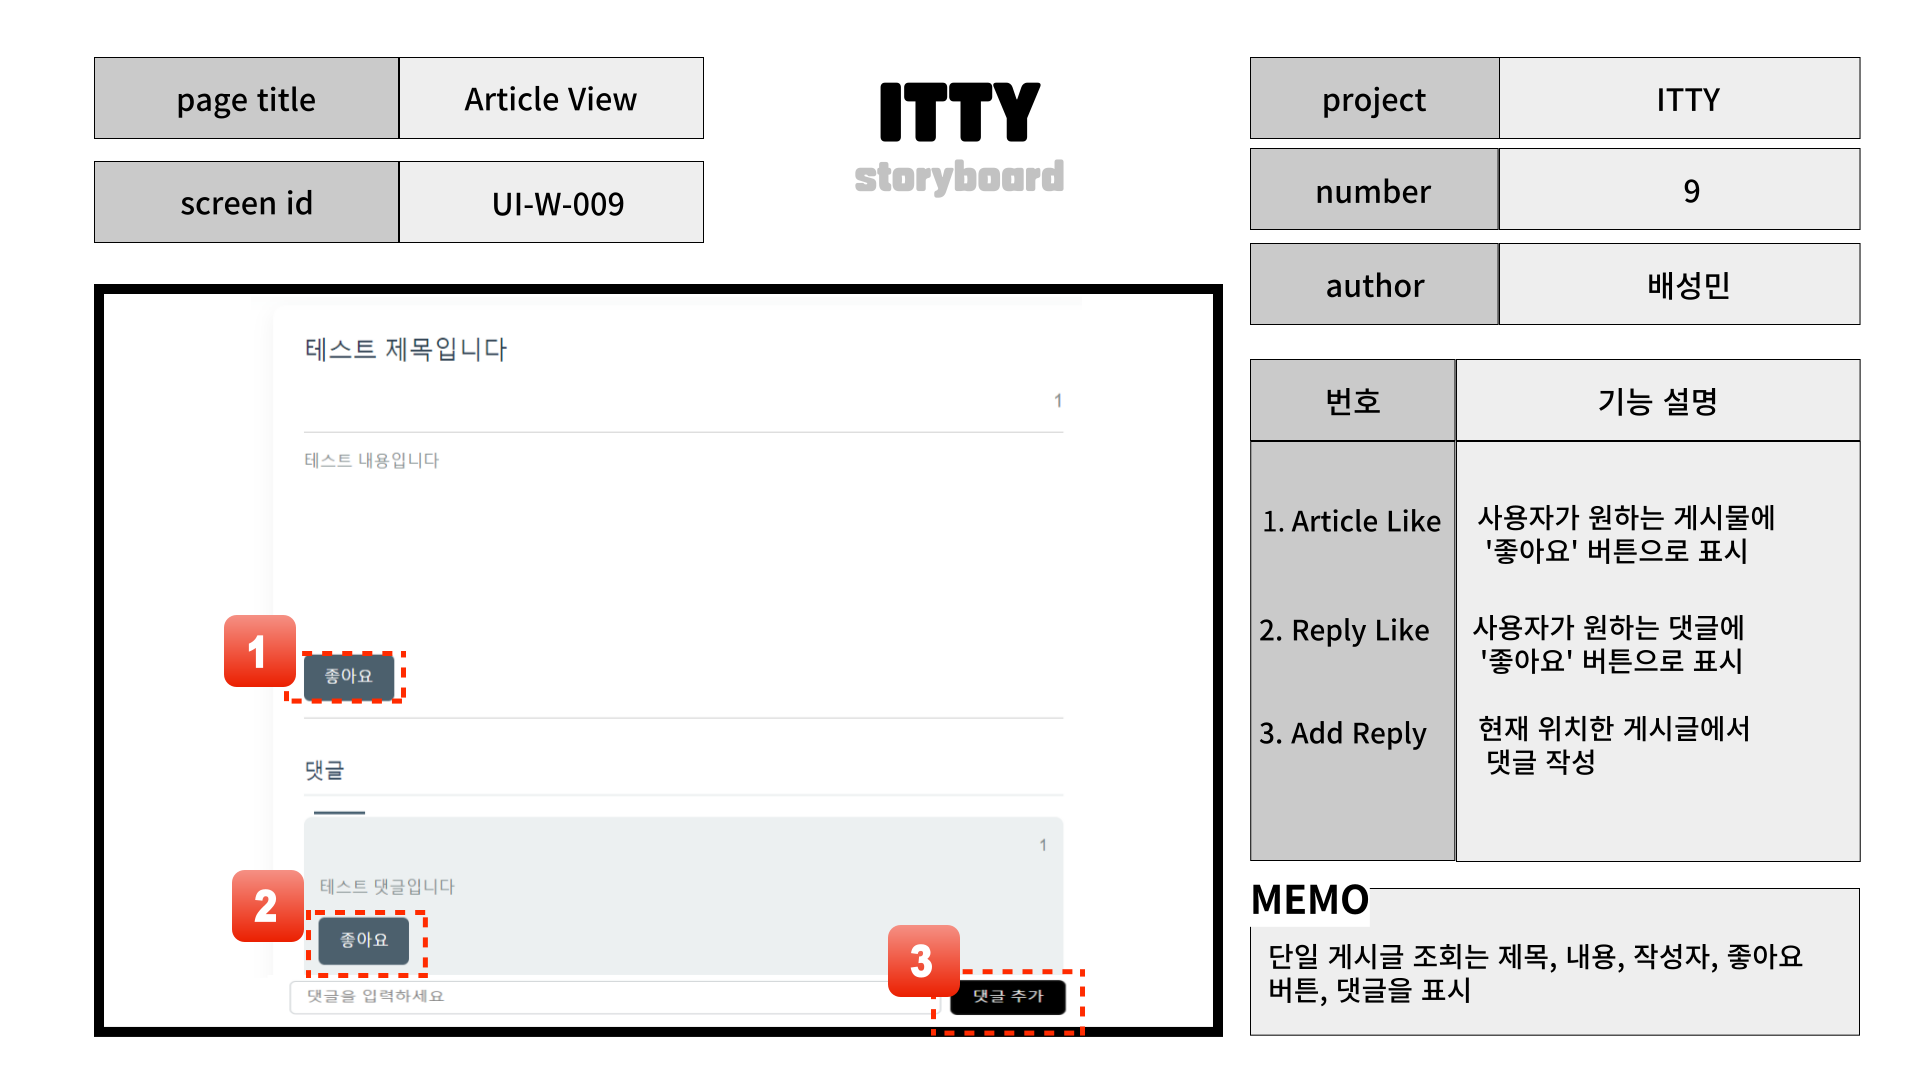 page title
Article View
screen id
UI-W-009
ITTY
storyboard
project
ITTY
number
9
author
배성민
테스트 제목입니다
1
테스트 내용입니다
1
좋아요
댓글
1
테스트 댓글입니다
2
좋아요
3
댓글을 입력하세요
댓글 추가
번호
기능 설명
1. Article Like
사용자가 원하는 게시물에
'좋아요' 버튼으로 표시
2. Reply Like
사용자가 원하는 댓글에
'좋아요' 버튼으로 표시
3. Add Reply
현재 위치한 게시글에서
댓글 작성
MEMO
단일 게시글 조회는 제목, 내용, 작성자, 좋아요
버튼, 댓글을 표시